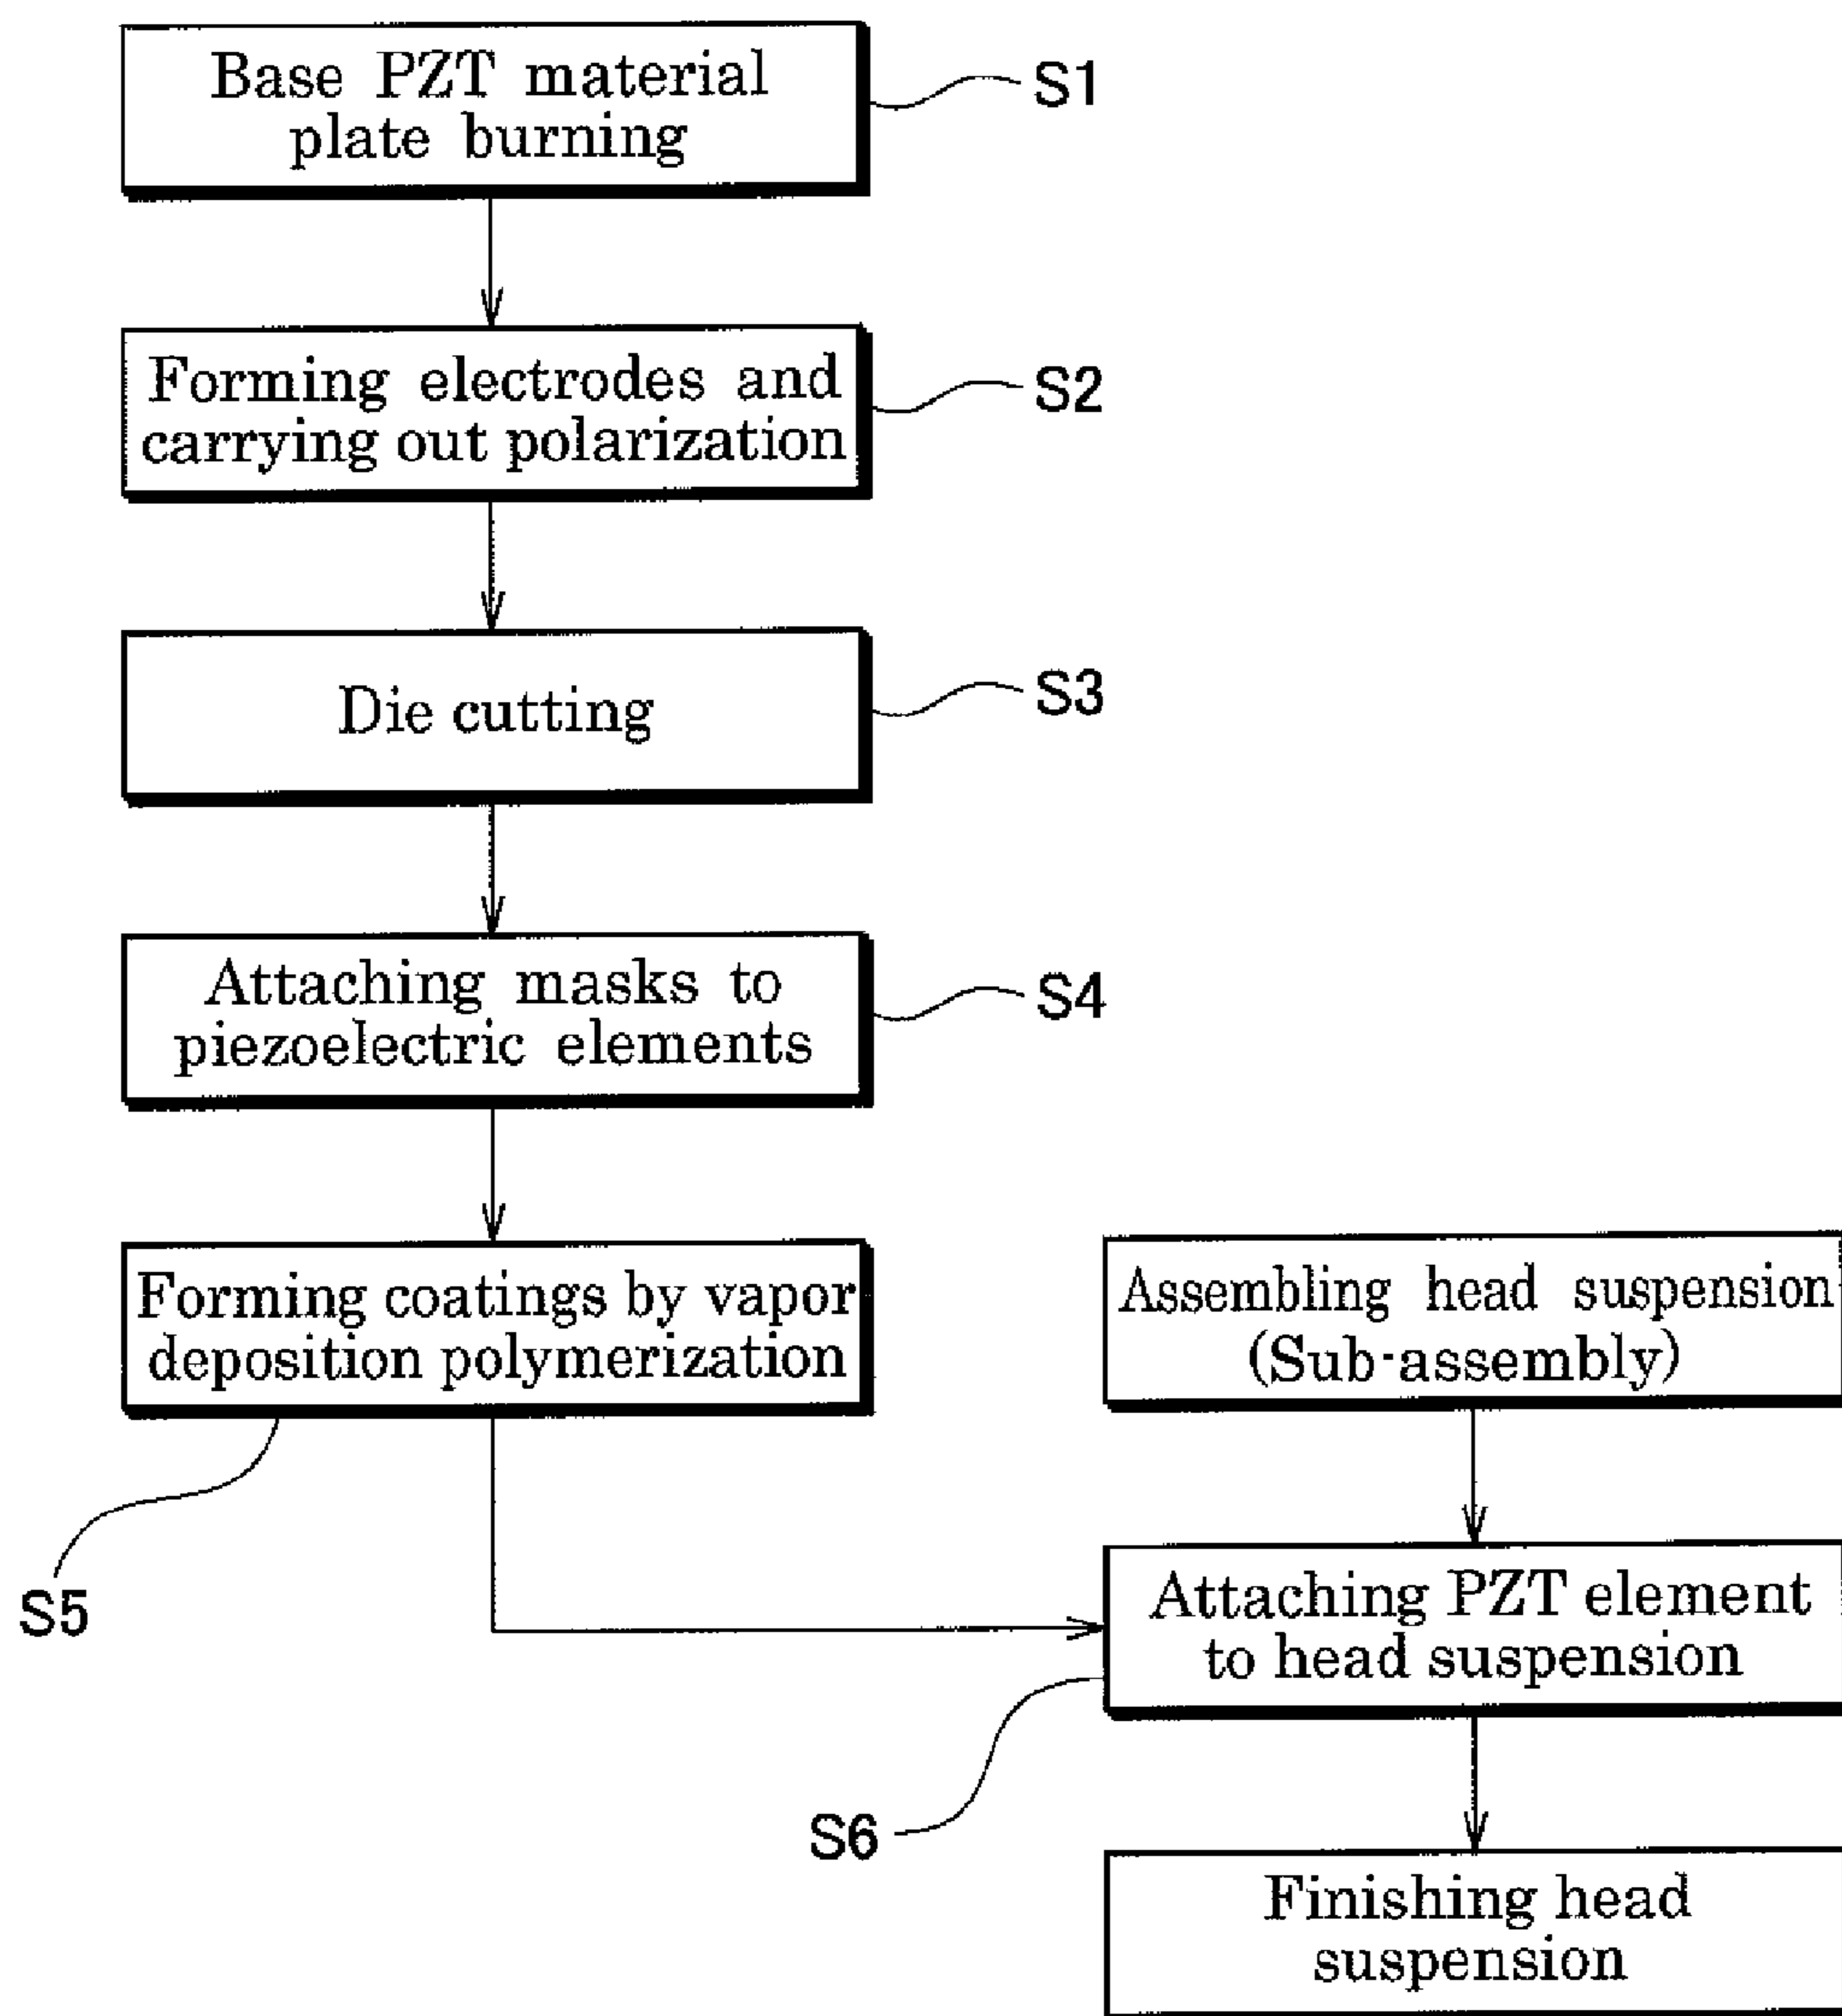 Base PZT material
plate burning
S1
Forming electrodes and
carrying out polarization
S2
Die cutting
S3
Attaching masks to
piezoelectric elements
S4
Forming coatings by vapor
deposition polymerization
S5
Assembling head suspension
(Sub-assembly)
Attaching PZT element
to head suspension
S6
Finishing head
suspension